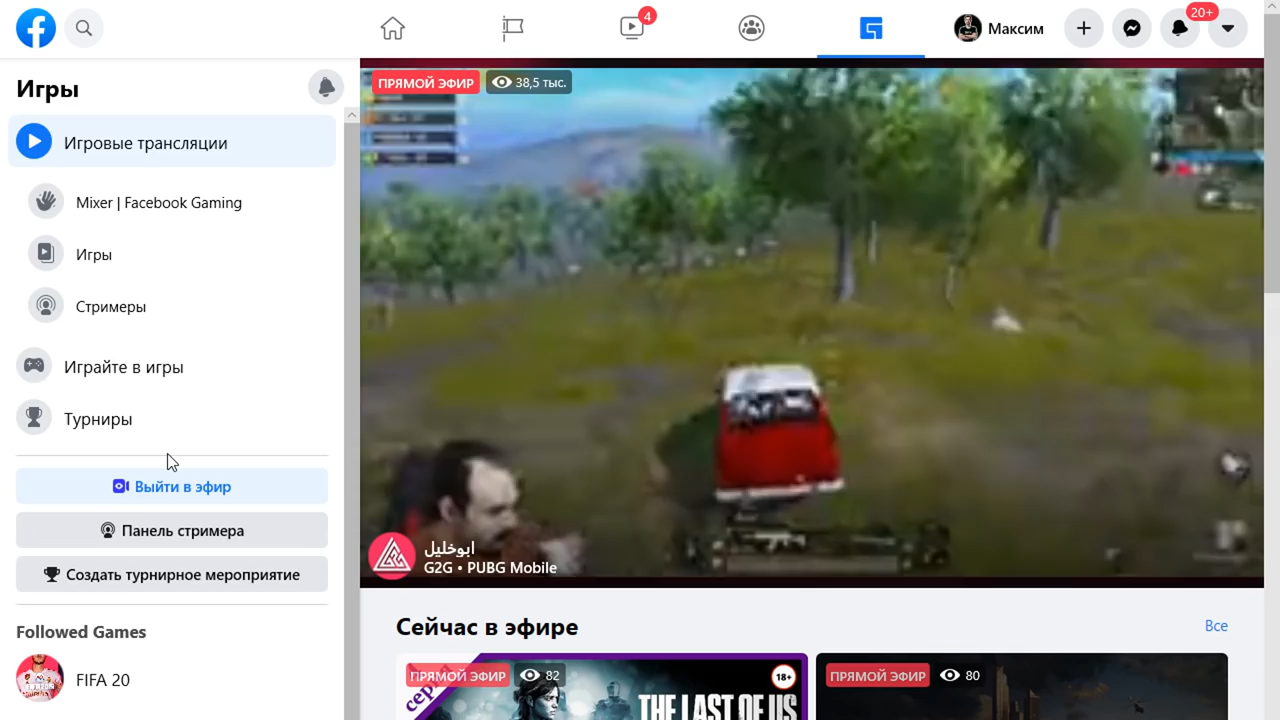 4
Максим
20+
Игры
Игровые трансляции
Mixer | Facebook Gaming
Игры
Стримеры
Играйте в игры
Турниры
Выйти в эфир
Панель стримера
Создать турнирное мероприятие
Followed Games
FIFA 20
ПРЯМОЙ ЭФИР
38,5 тыс.
ابوخليل
G2G • PUBG Mobile
Сейчас в эфире
Все
ПРЯМОЙ ЭФИР
82
18+
THE LAST OF US
ПРЯМОЙ ЭФИР
80